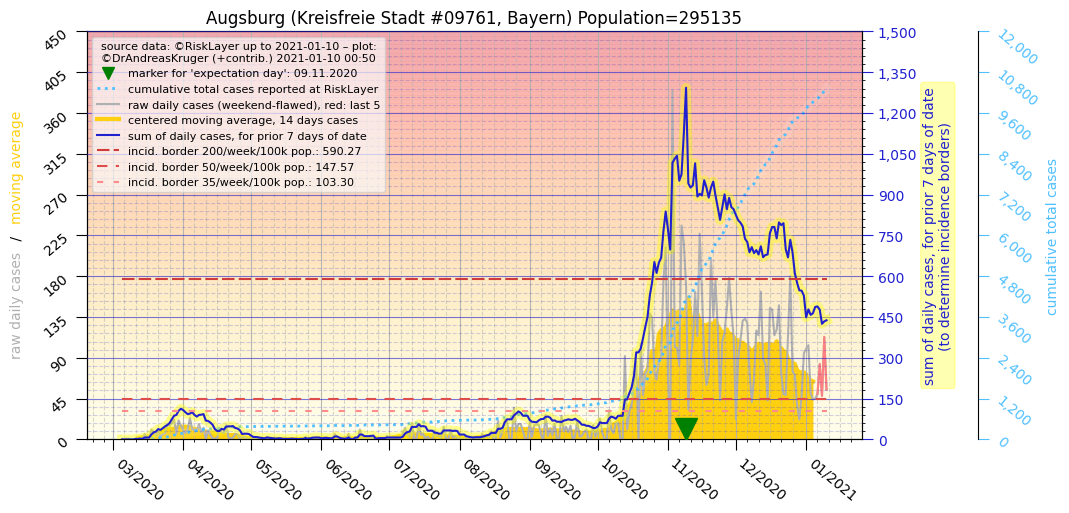 Augsburg (Kreisfreie Stadt #09761, Bayern) Population=295135
source data: ©RiskLayer up to 2021-01-10 – plot:
©DrAndreasKruger (+contrib.) 2021-01-10 00:50
marker for 'expectation day': 09.11.2020
cumulative total cases reported at RiskLayer
raw daily cases (weekend-flawed), red: last 5
centered moving average, 14 days cases
sum of daily cases, for prior 7 days of date
incid. border 200/week/100k pop.: 590.27
incid. border 50/week/100k pop.: 147.57
incid. border 35/week/100k pop.: 103.30
raw daily cases / moving average
450
405
360
315
270
225
180
135
90
45
0
03/2020
04/2020
05/2020
06/2020
07/2020
08/2020
09/2020
10/2020
11/2020
12/2020
01/2021
1,500
1,350
1,200
1,050
900
750
600
450
300
150
0
sum of daily cases, for prior 7 days of date
(to determine incidence borders)
12,000
10,800
9,600
8,400
7,200
6,000
4,800
3,600
2,400
1,200
0
cumulative total cases